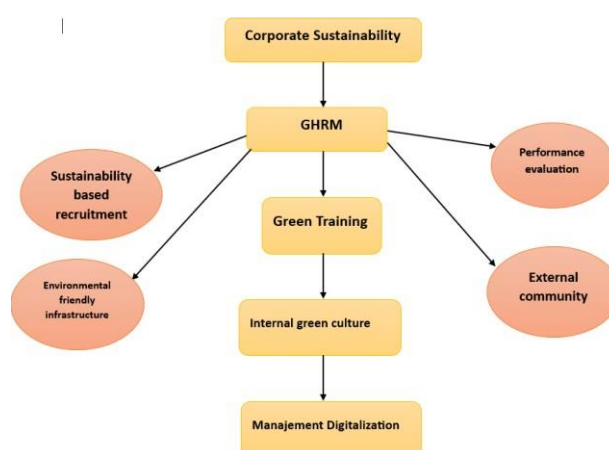 Corporate Sustainability
GHRM
Performance
evaluation
Sustainability
based
recruitment
Green Training
External
community
Environmental
friendly
infrastructure
Internal green culture
Manajement Digitalization